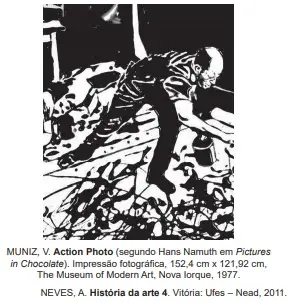 MUNIZ, V. Action Photo (segundo Hans Namuth em Pictures
in Chocolate). Impressão fotográfica, 152,4 cm x 121,92 cm,
The Museum of Modern Art, Nova Iorque, 1977.
NEVES, A. História da arte 4. Vitória: Ufes – Nead, 2011.